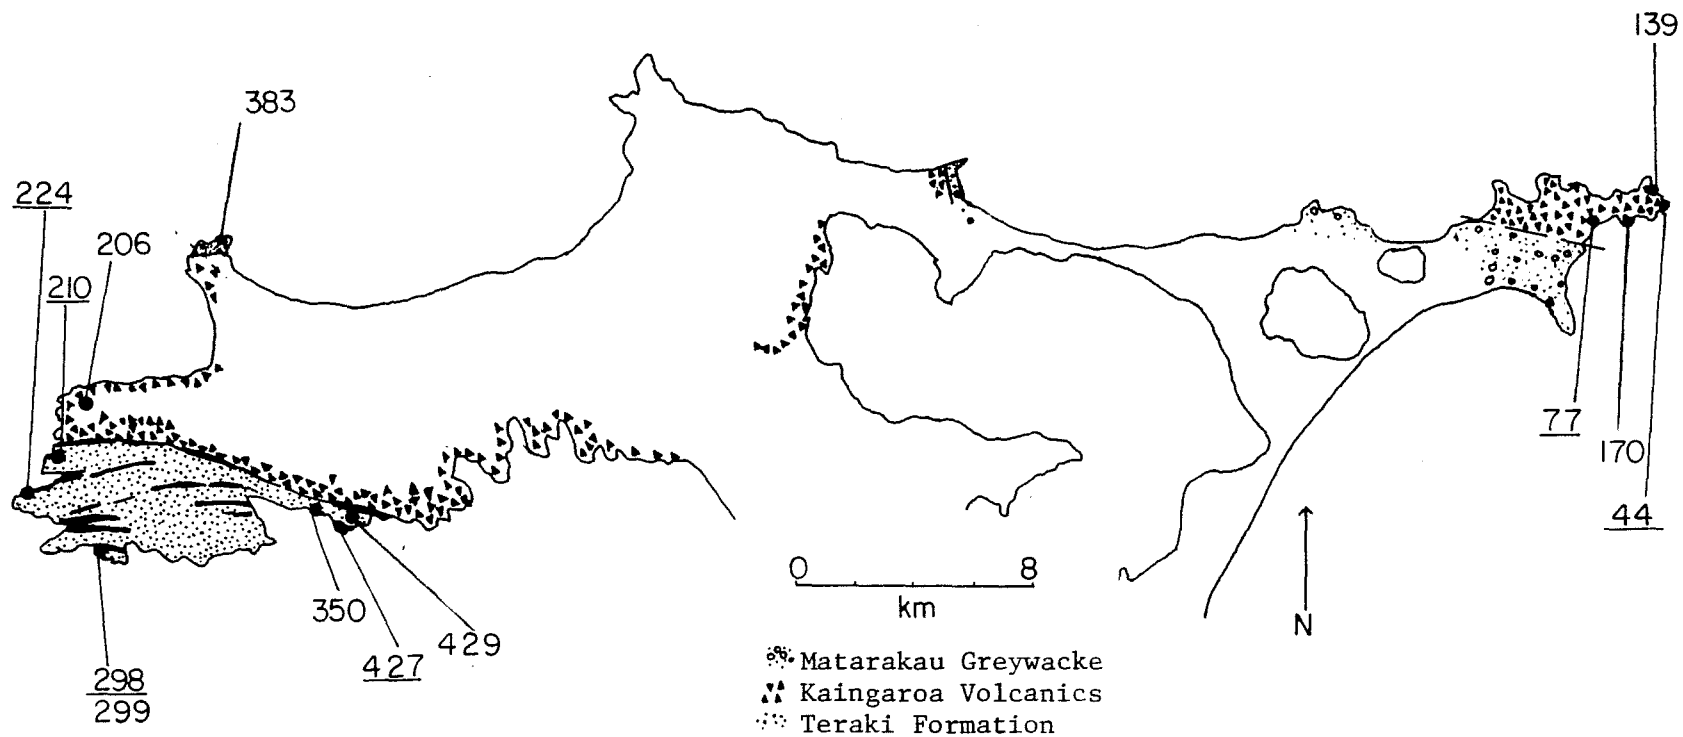 139
383
224
206
210
77
170
44
0 8
km
N
350
429
427
298
299
Matarakau Greywacke
Kaingaroa Volcanics
Teraki Formation